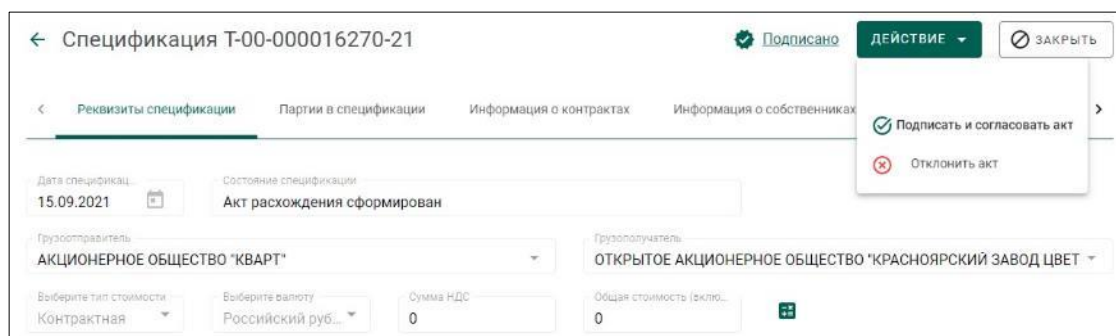 ← Спецификация Т-00-000016270-21 Подписано ДЕЙСТВИЕ ЗАКРЫТЬ
Реквизиты спецификации Партии в спецификации Информация о контрактах Информация о собственниках
Подписать и согласовать акт
Отклонить акт
Дата спецификац... Состояние спецификации
15.09.2021 Акт расхождения сформирован
Грузоотправитель Грузополучатель
АКЦИОНЕРНОЕ ОБЩЕСТВО "КВАРТ" ОТКРЫТОЕ АКЦИОНЕРНОЕ ОБЩЕСТВО "КРАСНОЯРСКИЙ ЗАВОД ЦВЕТ
Выберите тип стоимости Выберите валюту Сумма НДС Общая стоимость (вклю...
Контрактная Российский руб... 0 0